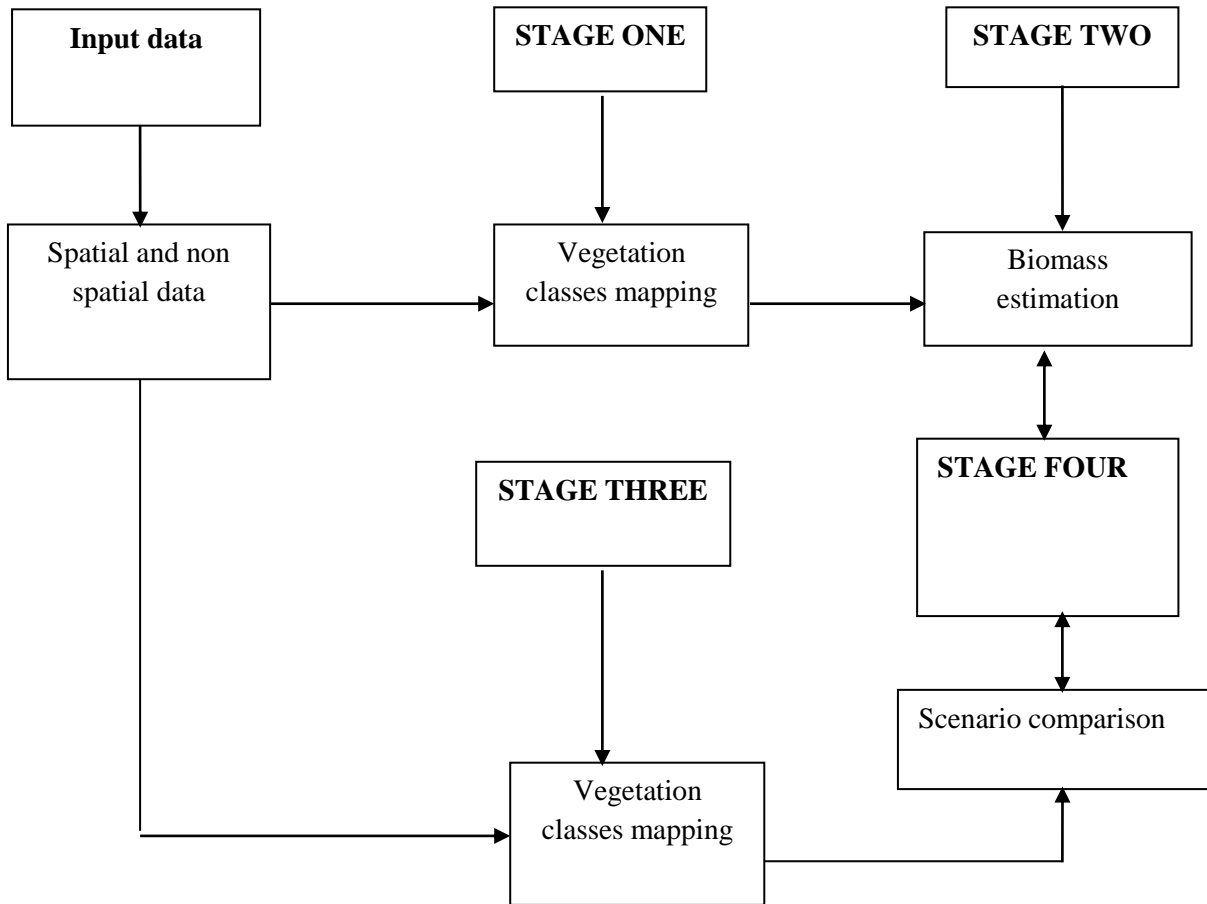 Input data
STAGE ONE
STAGE TWO
Spatial and non
spatial data
Vegetation
classes mapping
Biomass
estimation
STAGE THREE
STAGE FOUR
Scenario comparison
Vegetation
classes mapping